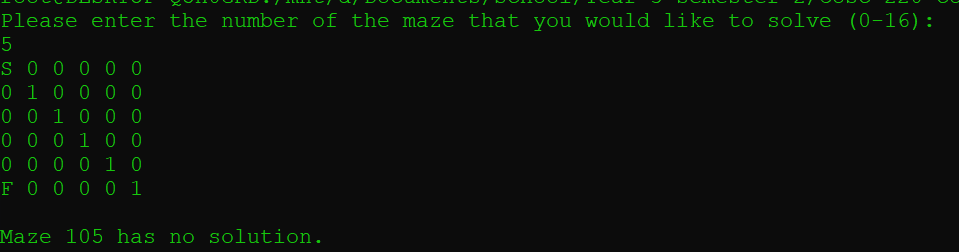 Please enter the number of the maze that you would like to solve (0-16):
5
S 0 0 0 0 0
0 1 0 0 0 0
0 0 1 0 0 0
0 0 0 1 0 0
0 0 0 0 1 0
F 0 0 0 0 1
Maze 105 has no solution.